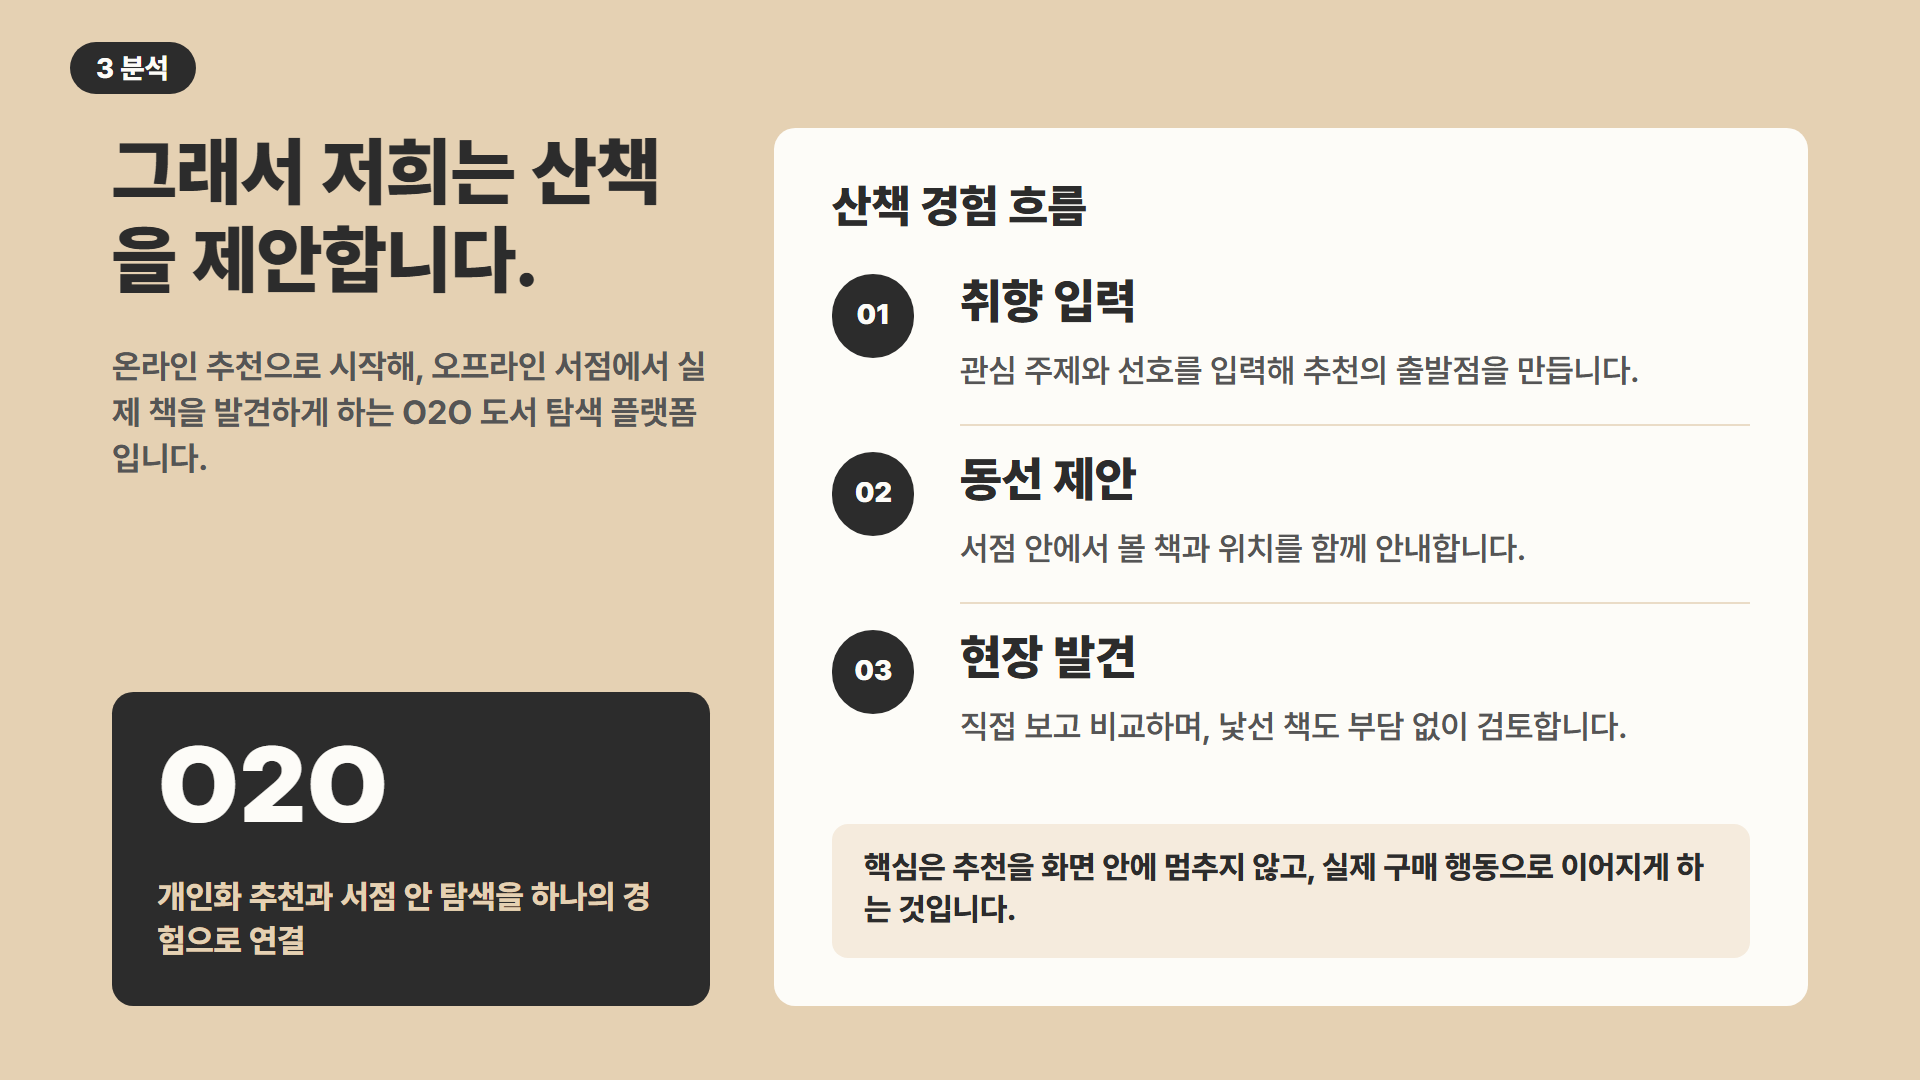 3 분석
그래서 저희는 산책
을 제안합니다.
온라인 추천으로 시작해, 오프라인 서점에서 실
제 책을 발견하게 하는 O2O 도서 탐색 플랫폼
입니다.
O2O
개인화 추천과 서점 안 탐색을 하나의 경
험으로 연결
산책 경험 흐름
01
취향 입력
관심 주제와 선호를 입력해 추천의 출발점을 만듭니다.
02
동선 제안
서점 안에서 볼 책과 위치를 함께 안내합니다.
03
현장 발견
직접 보고 비교하며, 낯선 책도 부담 없이 검토합니다.
핵심은 추천을 화면 안에 멈추지 않고, 실제 구매 행동으로 이어지게 하
는 것입니다.